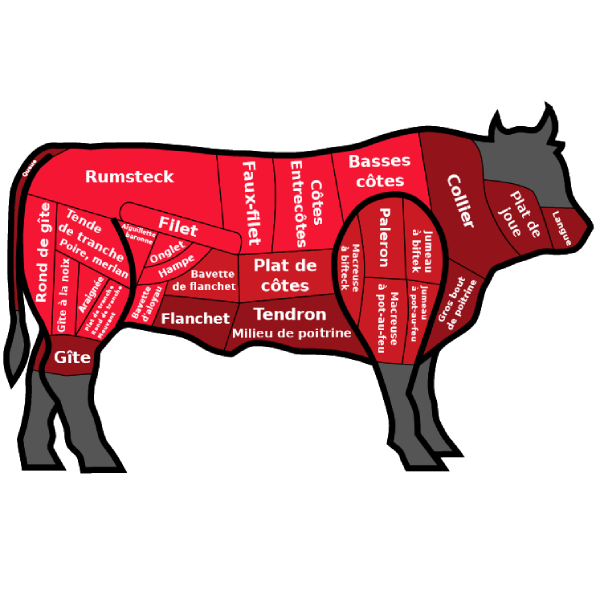 Queue
Rumsteck
Faux-filet
Côtes
Entrecôtes
Basses
côtes
Collier
Plat de
joue
Langue
Rond de gîte
Tende
de tranche
Poire, merlan
Aiguillette
baronne
Filet
Onglet
Hampe
Bavette
de flanchet
Plat de
côtes
Macreuse
à bifteck
Paleron
Jumeau
à biftek
Gîte à la noix
Araignée
Plat de tranche
Rond de tranche
Mouvant
Bavette
d'aloyau
Flanchet
Tendron
Milieu de poitrine
Macreuse
à pot-au-feu
Jumeau
à pot-au-feu
Gros bout
de poitrine
Gîte